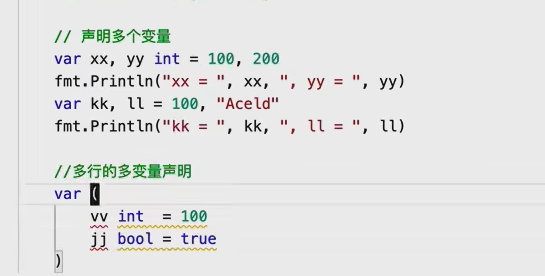 // 声明多个变量
var xx, yy int = 100, 200
fmt.Println("xx = ", xx, ", yy = ", yy)
var kk, ll = 100, "Aceld"
fmt.Println("kk = ", kk, ", ll = ", ll)
//多行的多变量声明
var (
vv int  = 100
jj bool = true
)